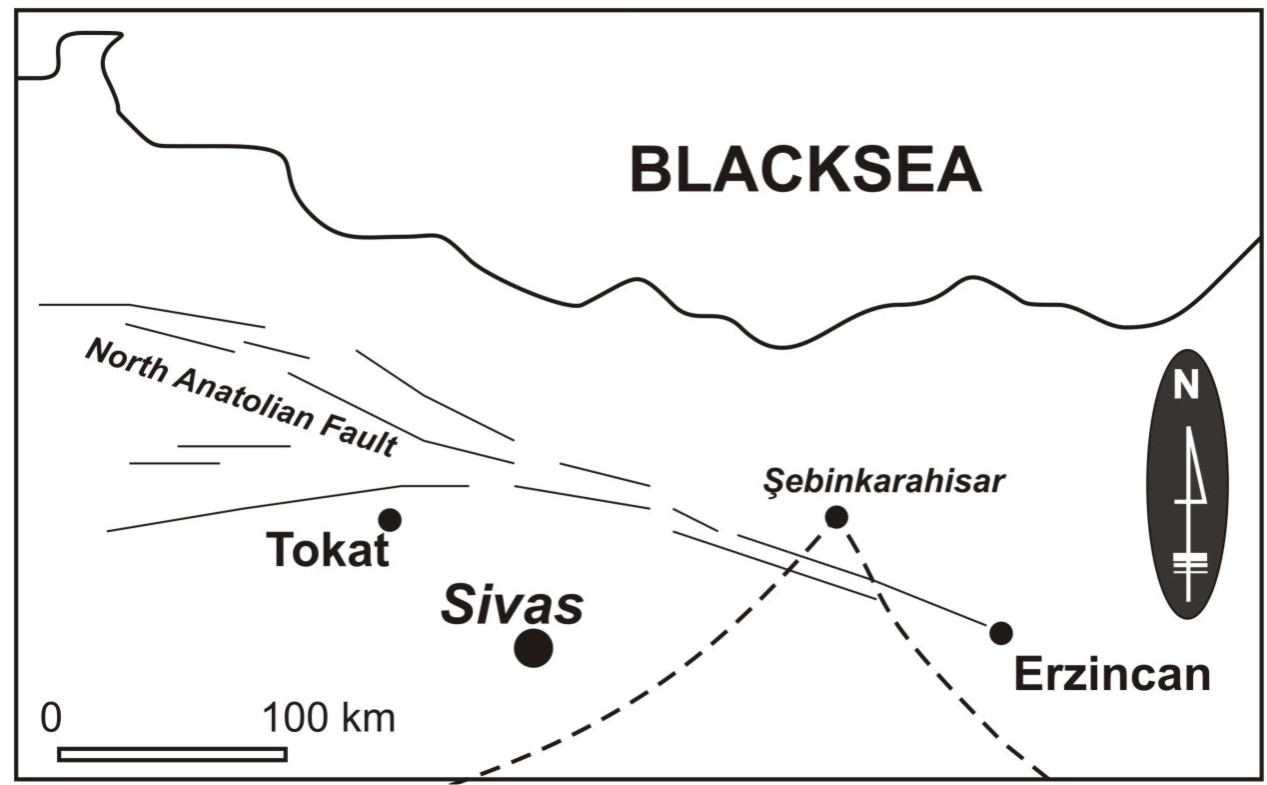 BLACKSEA
North Anatolian Fault
N
Şebinkarahisar
Tokat
Sivas
Erzincan
0 100 km